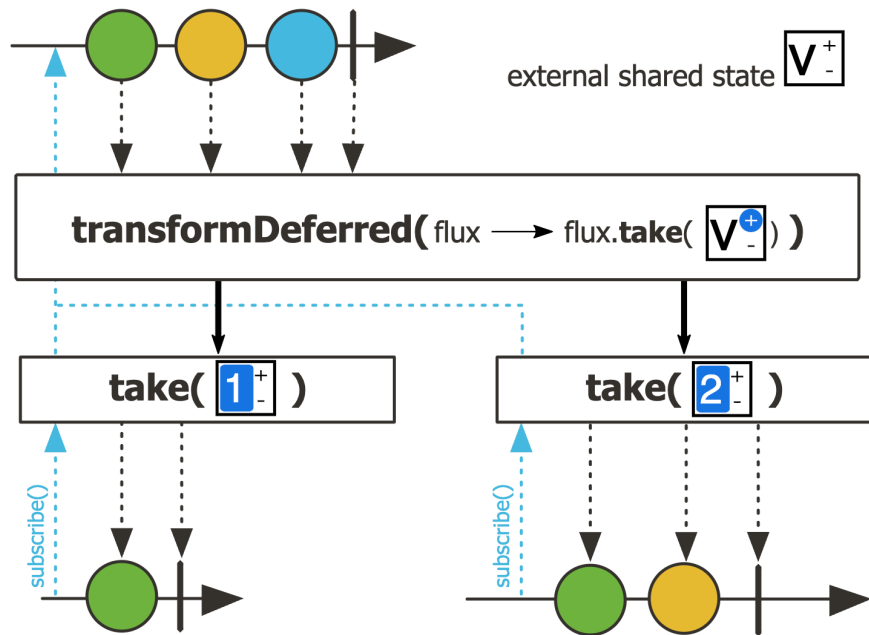 external shared state V + -
transformDeferred( flux flux.take( V + - ) )
take( 1 + - )
take( 2 + - )
subscribe()
subscribe()